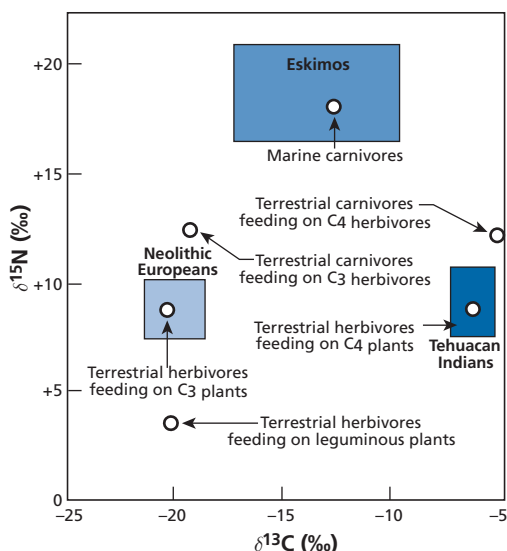 +20
Eskimos
Marine carnivores
δ15N (‰)
+15
Terrestrial carnivores
feeding on C4 herbivores
Terrestrial carnivores
feeding on C3 herbivores
Neolithic
Europeans
+10
Terrestrial herbivores
feeding on C4 plants
Tehuacan
Indians
Terrestrial herbivores
feeding on C3 plants
+5
Terrestrial herbivores
feeding on leguminous plants
0
–25
–20
–15
–10
–5
δ13C (‰)